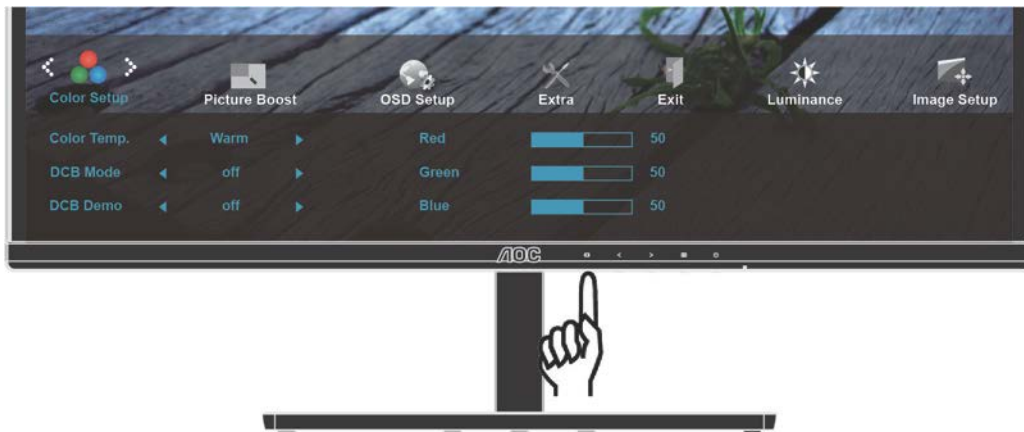 Color Setup Picture Boost OSD Setup Extra Exit Luminance Image Setup
Color Temp. Warm Red 50
DCB Mode off Green 50
DCB Demo off Blue 50
AOC